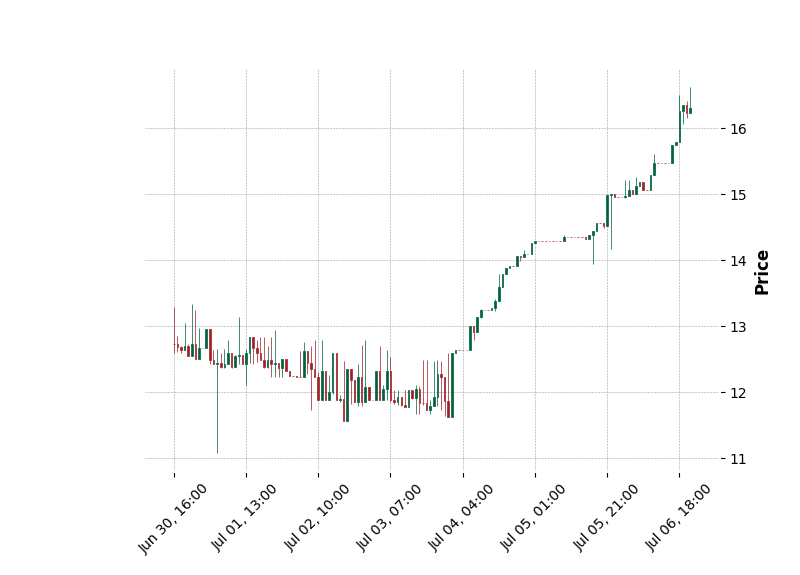 16
15
14
13
12
11
Price
Jun 30, 16:00
Jul 01, 13:00
Jul 02, 10:00
Jul 03, 07:00
Jul 04, 04:00
Jul 05, 01:00
Jul 05, 21:00
Jul 06, 18:00